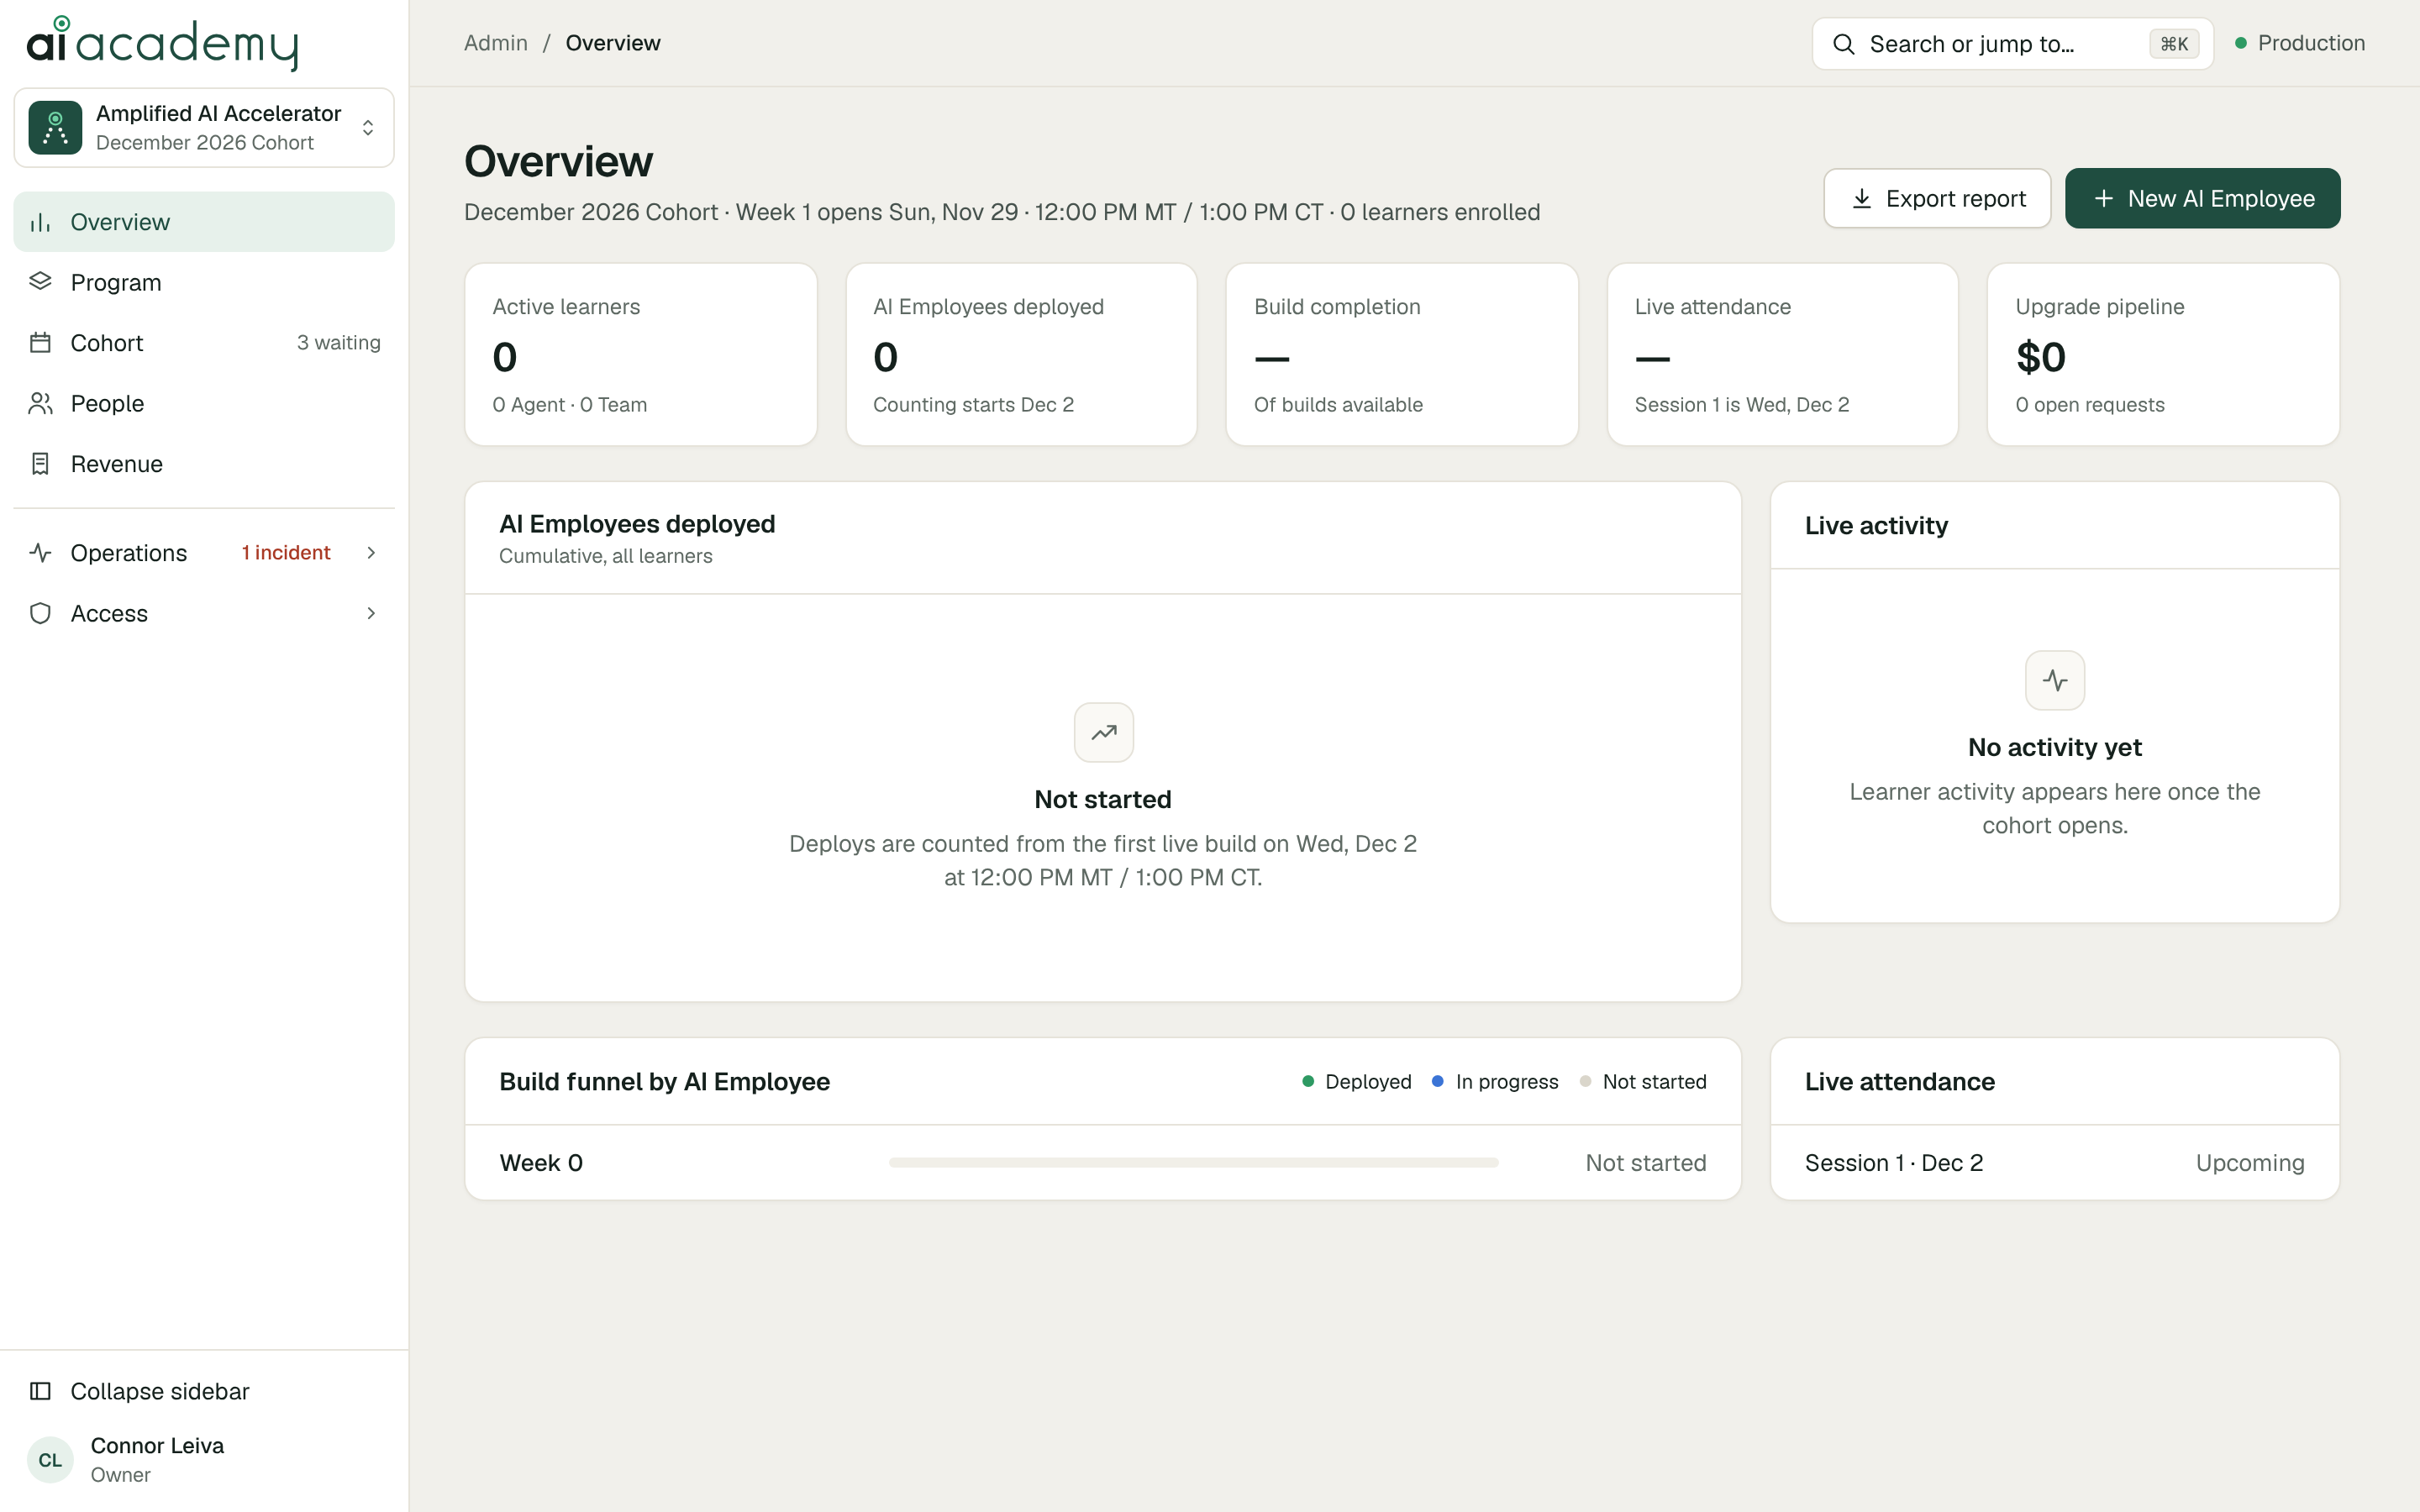 ai academy
Amplified AI Accelerator
December 2026 Cohort
Overview
Program
Cohort 3 waiting
People
Revenue
Operations 1 incident
Access
Collapse sidebar
CL
Connor Leiva
Owner
Admin / Overview
Search or jump to... ⌘K
Production
Overview
December 2026 Cohort · Week 1 opens Sun, Nov 29 · 12:00 PM MT / 1:00 PM CT · 0 learners enrolled
Export report
New AI Employee
Active learners
0
0 Agent · 0 Team
AI Employees deployed
0
Counting starts Dec 2
Build completion
—
Of builds available
Live attendance
—
Session 1 is Wed, Dec 2
Upgrade pipeline
$0
0 open requests
AI Employees deployed
Cumulative, all learners
Not started
Deploys are counted from the first live build on Wed, Dec 2
at 12:00 PM MT / 1:00 PM CT.
Live activity
No activity yet
Learner activity appears here once the
cohort opens.
Build funnel by AI Employee
Deployed In progress Not started
Week 0 Not started
Live attendance
Session 1 · Dec 2 Upcoming